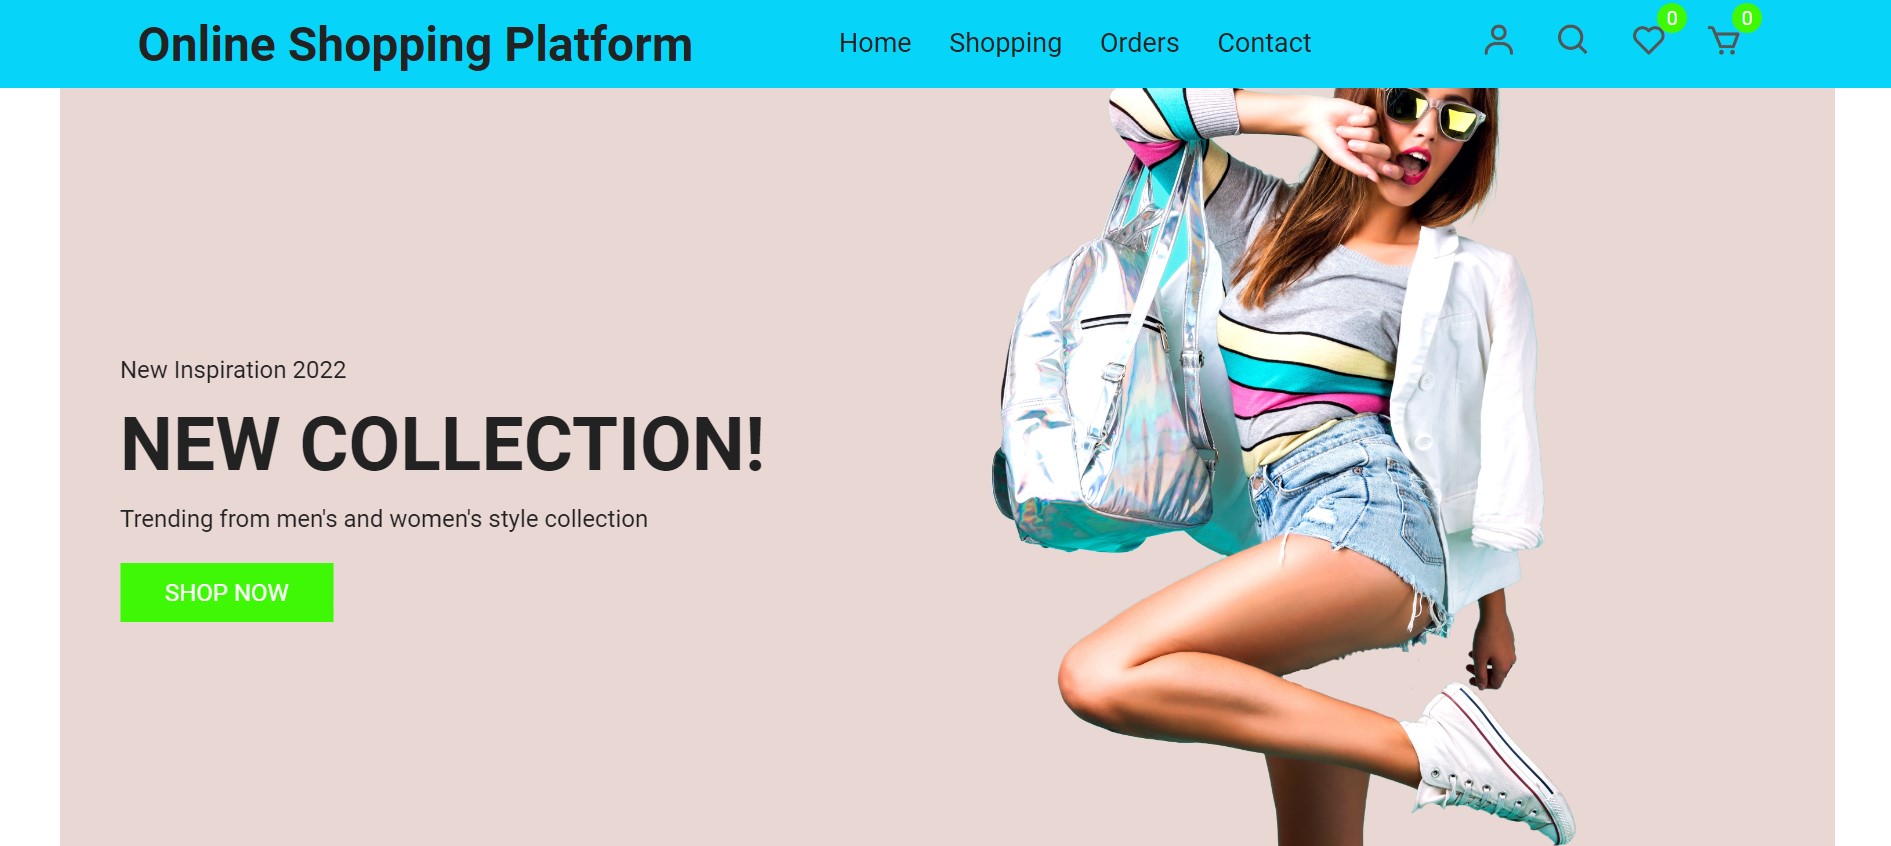 Online Shopping Platform
Home Shopping Orders Contact
0 0
New Inspiration 2022
NEW COLLECTION!
Trending from men's and women's style collection
SHOP NOW